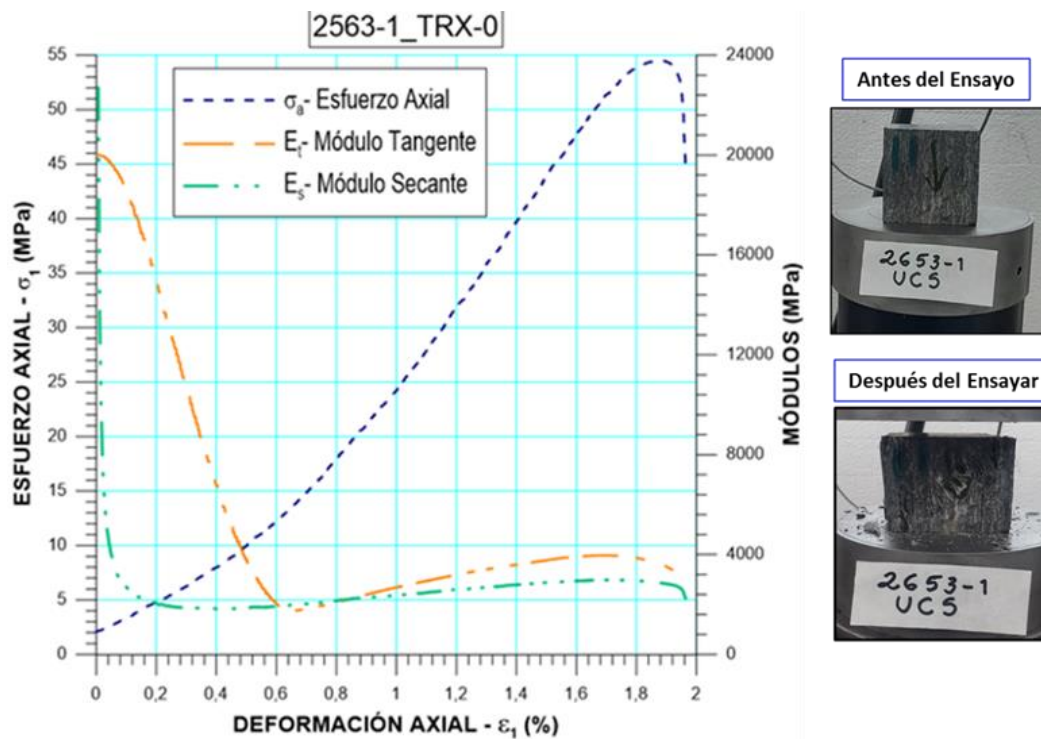 2563-1_TRX-0
ESFUERZO AXIAL - σ₁ (MPa)
55
50
45
40
35
30
25
20
15
10
5
0
σₐ- Esfuerzo Axial
Eₜ- Módulo Tangente
Eₛ- Módulo Secante
24000
20000
16000
12000
8000
4000
0
MÓDULOS (MPa)
0 0,2 0,4 0,6 0,8 1 1,2 1,4 1,6 1,8 2
DEFORMACIÓN AXIAL - ε₁ (%)
Antes del Ensayo
2653-1
UCS
Después del Ensayar
2653-1
UCS